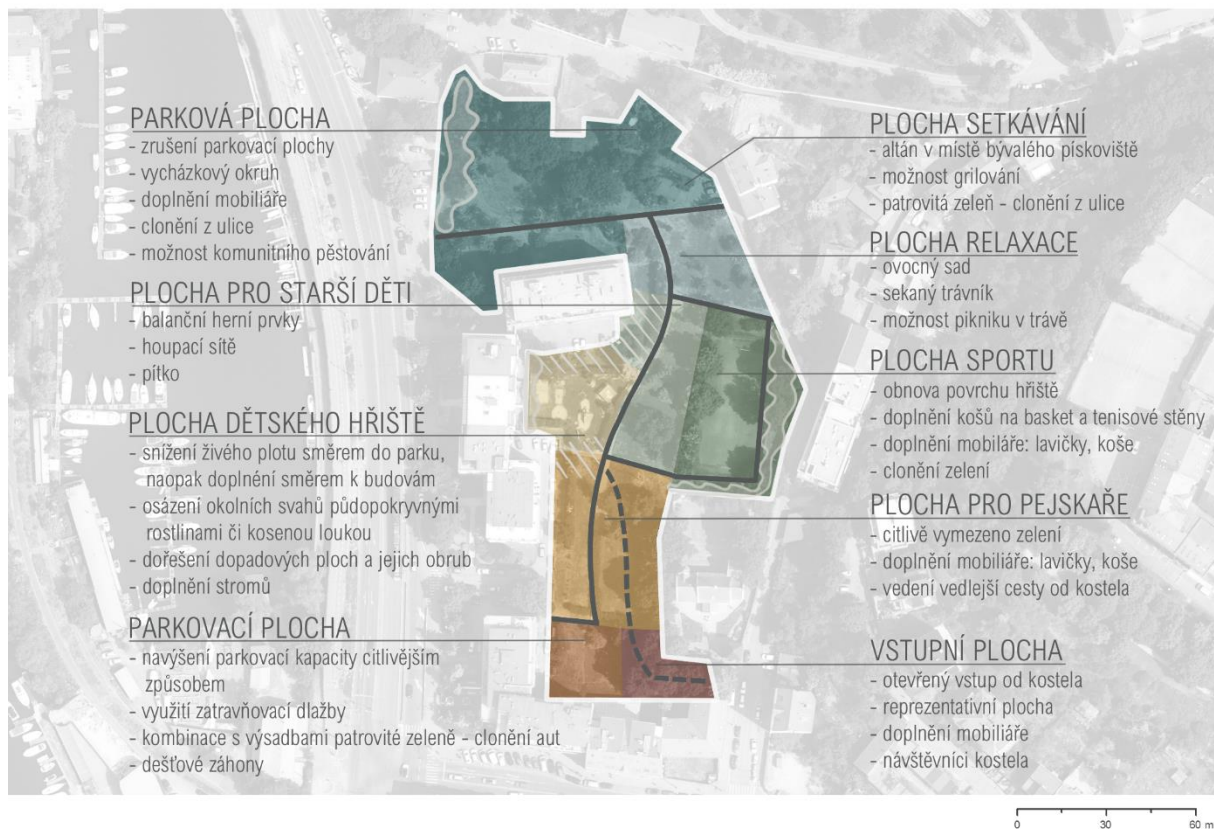 PARKOVÁ PLOCHA
- zrušení parkovací plochy
- vycházkový okruh
- doplnění mobiliáře
- clonění z ulice
- možnost komunitního pěstování
PLOCHA PRO STARŠÍ DĚTI
- balanční herní prvky
- houpací sítě
- pítko
PLOCHA DĚTSKÉHO HŘIŠTĚ
- snížení živého plotu směrem do parku,
naopak doplnění směrem k budovám
- osázení okolních svahů půdopokryvnými
rostlinami či kosenou loukou
- dořešení dopadových ploch a jejich obrub
- doplnění stromů
PARKOVACÍ PLOCHA
- navýšení parkovací kapacity citlivějším
způsobem
- využití zatravňovací dlažby
- kombinace s výsadbami patrovité zeleně - clonění aut
- dešťové záhony
PLOCHA SETKÁVÁNÍ
- altán v místě bývalého pískoviště
- možnost grilování
- patrovitá zeleň - clonění z ulice
PLOCHA RELAXACE
- ovocný sad
- sekaný trávník
- možnost pikniku v trávě
PLOCHA SPORTU
- obnova povrchu hřiště
- doplnění košů na basket a tenisové stěny
- doplnění mobiliáře: lavičky, koše
- clonění zelení
PLOCHA PRO PEJSKAŘE
- citlivě vymezeno zelení
- doplnění mobiliáře: lavičky, koše
- vedení vedlejší cesty od kostela
VSTUPNÍ PLOCHA
- otevřený vstup od kostela
- reprezentativní plocha
- doplnění mobiliáře
- návštěvníci kostela
0 30 60 m